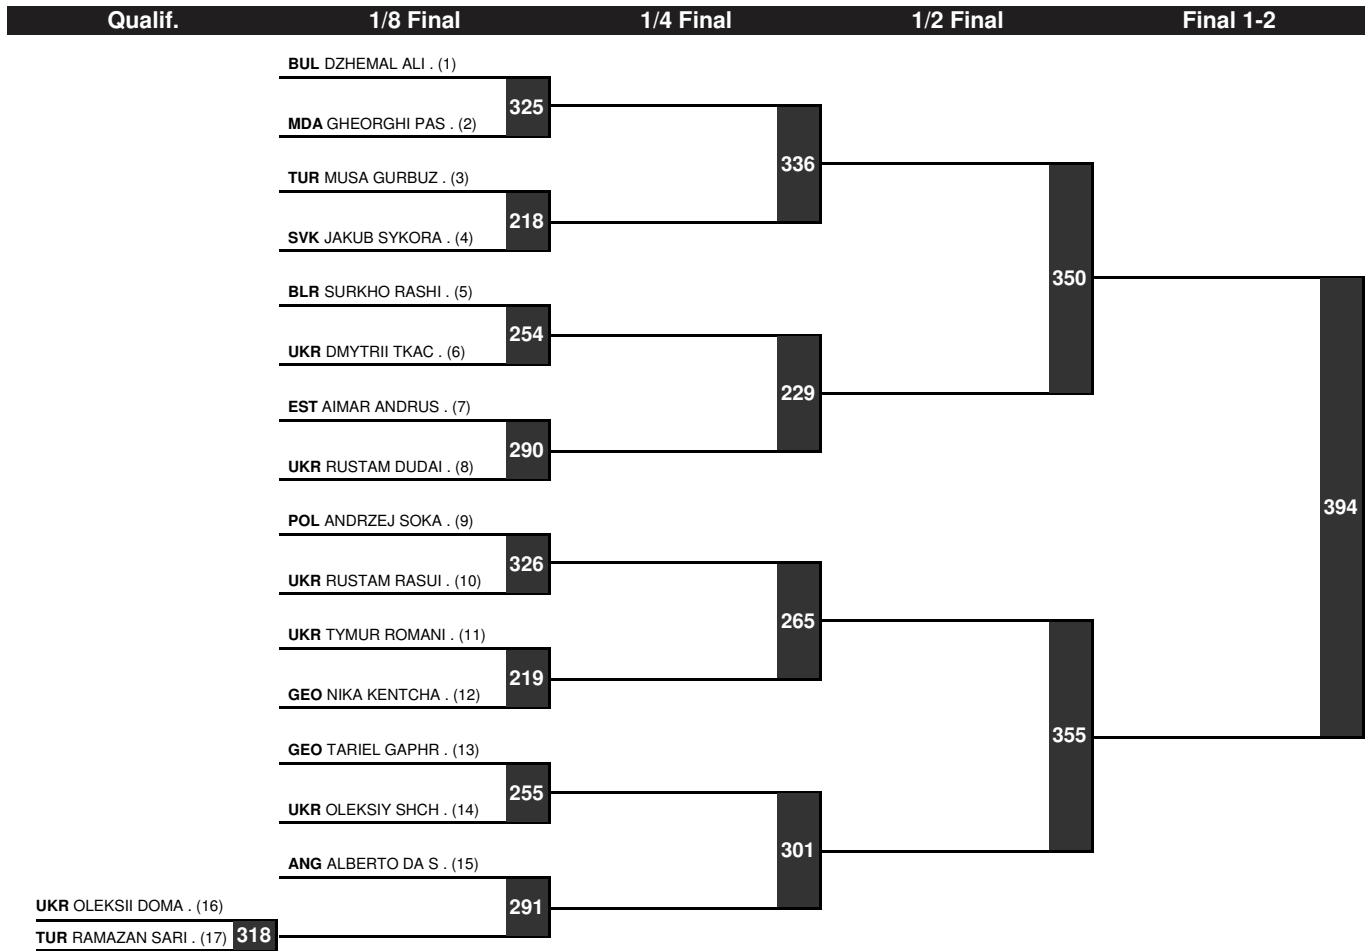 Qualif. 1/8 Final 1/4 Final 1/2 Final Final 1-2
BUL DZHEMAL ALI . (1)
325
MDA GHEORGHI PAS . (2)
336
TUR MUSA GURBUZ . (3)
218
SVK JAKUB SYKORA . (4)
350
BLR SURKHO RASHI . (5)
254
UKR DMYTRII TKAC . (6)
229
EST AIMAR ANDRUS . (7)
290
UKR RUSTAM DUDAI . (8)
394
POL ANDRZEJ SOKA . (9)
326
UKR RUSTAM RASUI . (10)
265
UKR TYMUR ROMANI . (11)
219
GEO NIKA KENTCHA . (12)
355
GEO TARIEL GAPHR . (13)
255
UKR OLEKSIY SHCH . (14)
301
ANG ALBERTO DA S . (15)
291
UKR OLEKSII DOMA . (16)
TUR RAMAZAN SARI . (17) 318